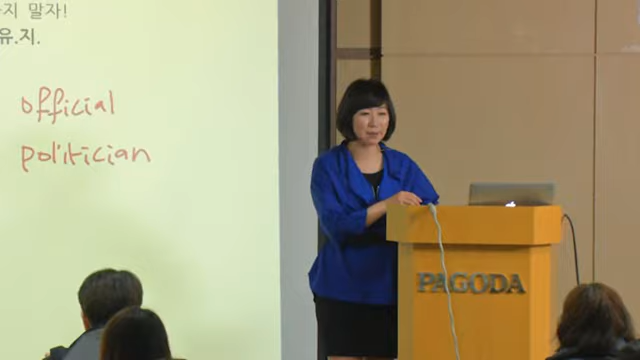 지 말자!
유.지.
official
politician
PAGODA